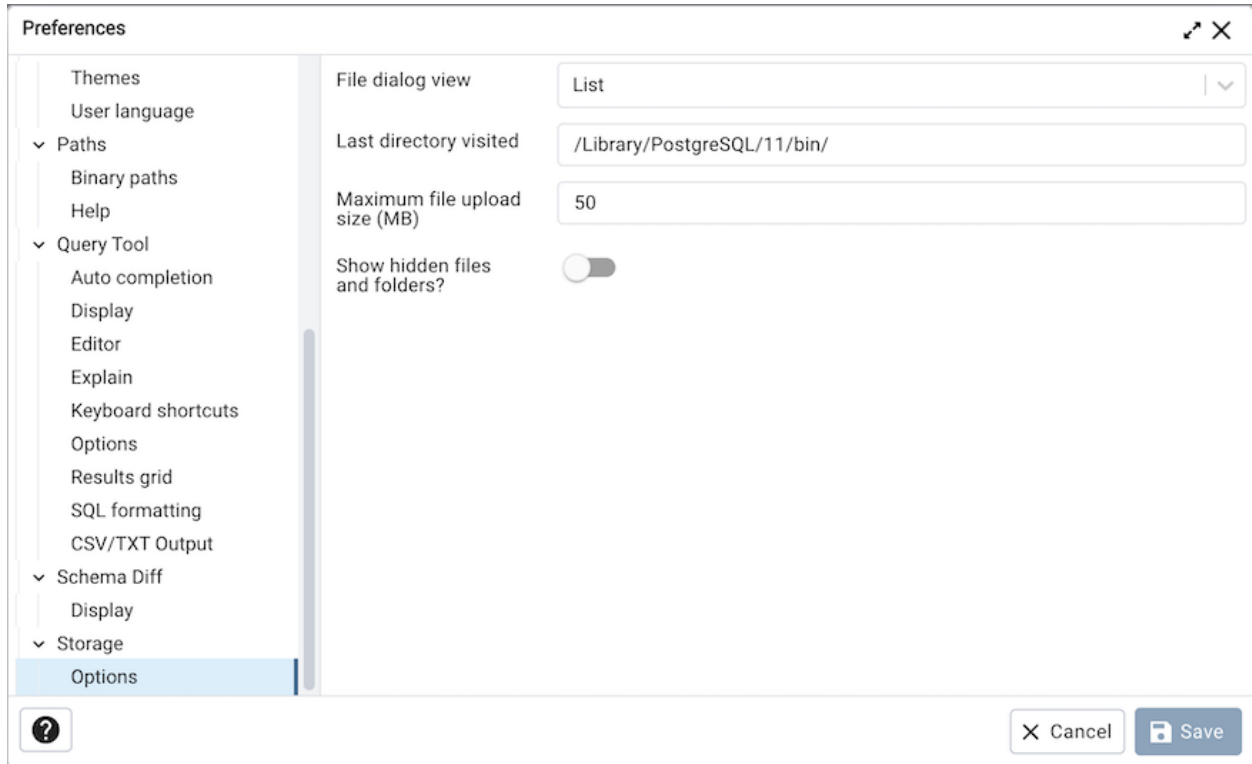 Preferences
Themes
User language
Paths
Binary paths
Help
Query Tool
Auto completion
Display
Editor
Explain
Keyboard shortcuts
Options
Results grid
SQL formatting
CSV/TXT Output
Schema Diff
Display
Storage
Options
File dialog view
List
Last directory visited
/Library/PostgreSQL/11/bin/
Maximum file upload
size (MB)
50
Show hidden files
and folders?
?
Cancel
Save